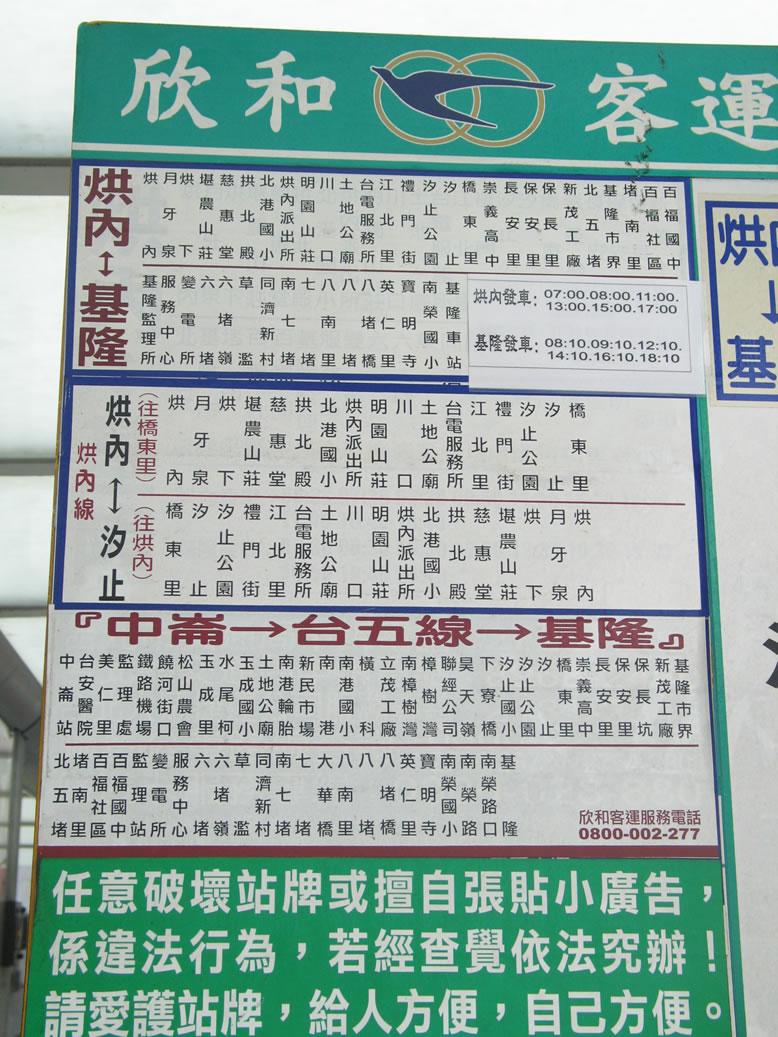 欣和客運
烘內↕基隆
烘內 月牙泉 烘下 堪農山莊 慈惠堂 拱北殿 北港國小 烘內派出所 明園山莊 川口 土地公廟 台電服務所 江北里 禮門街 汐止公園 汐止 橋東里 崇義高中 長安里 保安里 保長里 新茂工廠 北五堵 基隆市界 堵南里 百福社區 百福國中
基隆監理所 服務中心 變電所 六堵 六堵嶺 草濫 同濟新村 南七堵 七堵 八南里 八堵 八堵橋 英仁里 寶明寺 南榮國小 基隆車站
烘內發車：07:00.08:00.11:00.
13:00.15:00.17:00
基隆發車：08:10.09:10.12:10.
14:10.16:10.18:10
烘內線
烘內↔汐止
(往橋東里)
烘內 月牙泉 烘下 堪農山莊 慈惠堂 拱北殿 北港國小 烘內派出所 明園山莊 川口 土地公廟 台電服務所 江北里 禮門街 汐止公園 汐止 橋東里
(往烘內)
橋東里 汐止 汐止公園 禮門街 江北里 台電服務所 土地公廟 川口 明園山莊 烘內派出所 北港國小 拱北殿 慈惠堂 堪農山莊 烘下 月牙泉 烘內
『中崙→台五線→基隆』
中崙站 台安醫院 美仁里 監理處 鐵路機場 饒河街口 松山農會 玉成里 水尾柯 玉成國小 土地公廟 南港輪胎 新民市場 南港 南港國小 橫科 立茂工廠 南樟樹灣 樟樹灣 聯經公司 昊天嶺 下寮橋 汐止國小 汐止公園 汐止 橋東里 崇義高中 長安里 保安里 保長坑 新茂工廠 基隆市界
北五堵 堵南里 百福社區 百福國中 監理站 變電所 服務中心 六堵 六堵嶺 草濫 同濟新村 南七堵 七堵 大華橋 八南里 八堵 八堵橋 英仁里 寶明寺 南榮國小 南榮路 南榮路口 基隆
欣和客運服務電話
0800-002-277
任意破壞站牌或擅自張貼小廣告，
係違法行為，若經查覺依法究辦！
請愛護站牌，給人方便，自己方便。
烘內
↓
基